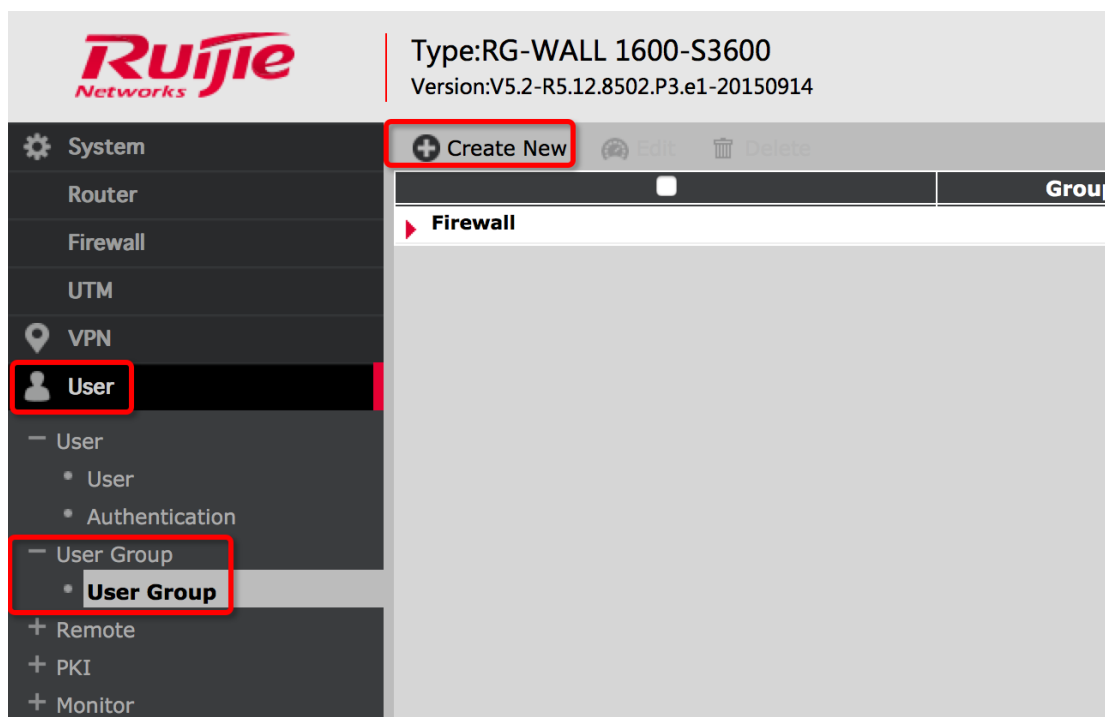 Ruijie
Networks
Type:RG-WALL 1600-S3600
Version:V5.2-R5.12.8502.P3.e1-20150914
System
Router
Firewall
UTM
VPN
User
User
User
Authentication
User Group
User Group
Remote
PKI
Monitor
Create New Edit Delete
Grou
Firewall